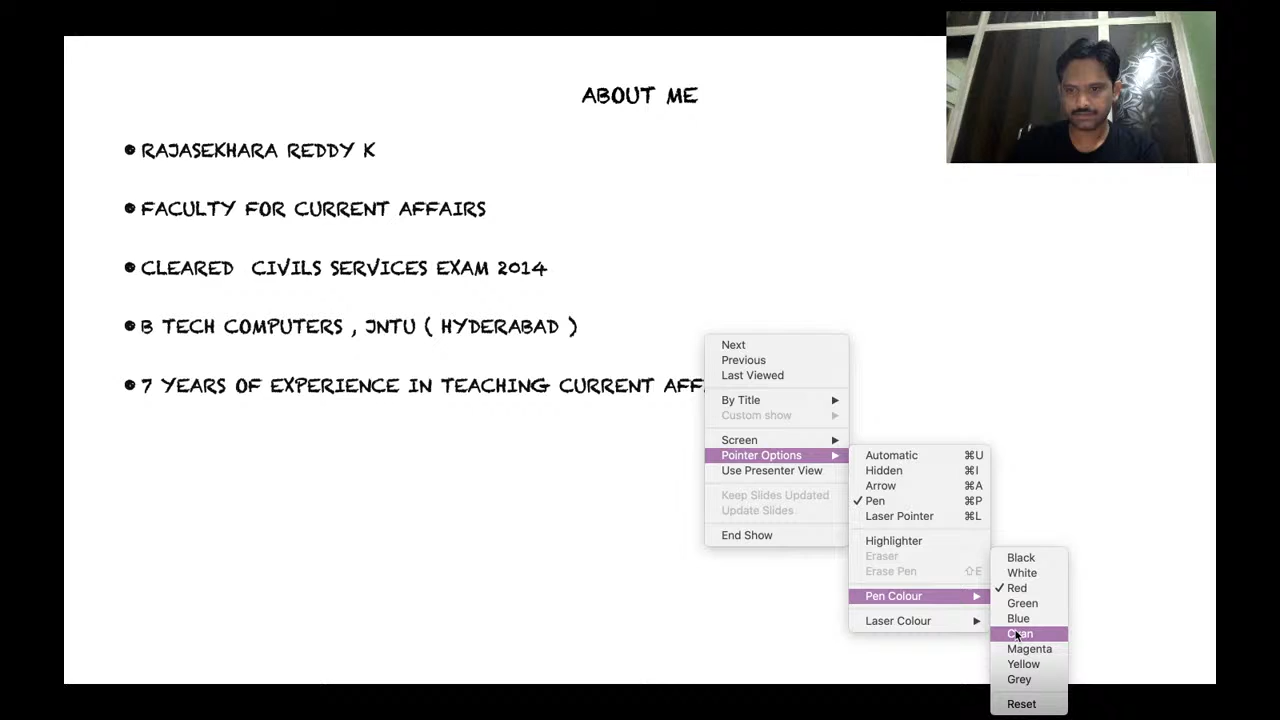 ABOUT ME
• RAJASEKHARA REDDY K
• FACULTY FOR CURRENT AFFAIRS
• CLEARED CIVILS SERVICES EXAM 2014
• B TECH COMPUTERS , JNTU ( HYDERABAD )
• 7 YEARS OF EXPERIENCE IN TEACHING CURRENT
Next
Previous
Last Viewed
By Title
Custom show
Screen
Pointer Options
Use Presenter View
Keep Slides Updated
Update Slides
End Show
Automatic ⌘U
Hidden ⌘I
Arrow ⌘A
✓ Pen ⌘P
Laser Pointer ⌘L
Highlighter
Eraser
Erase Pen ⇧E
Pen Colour
Laser Colour
Black
White
✓ Red
Green
Blue
Magenta
Yellow
Grey
Reset